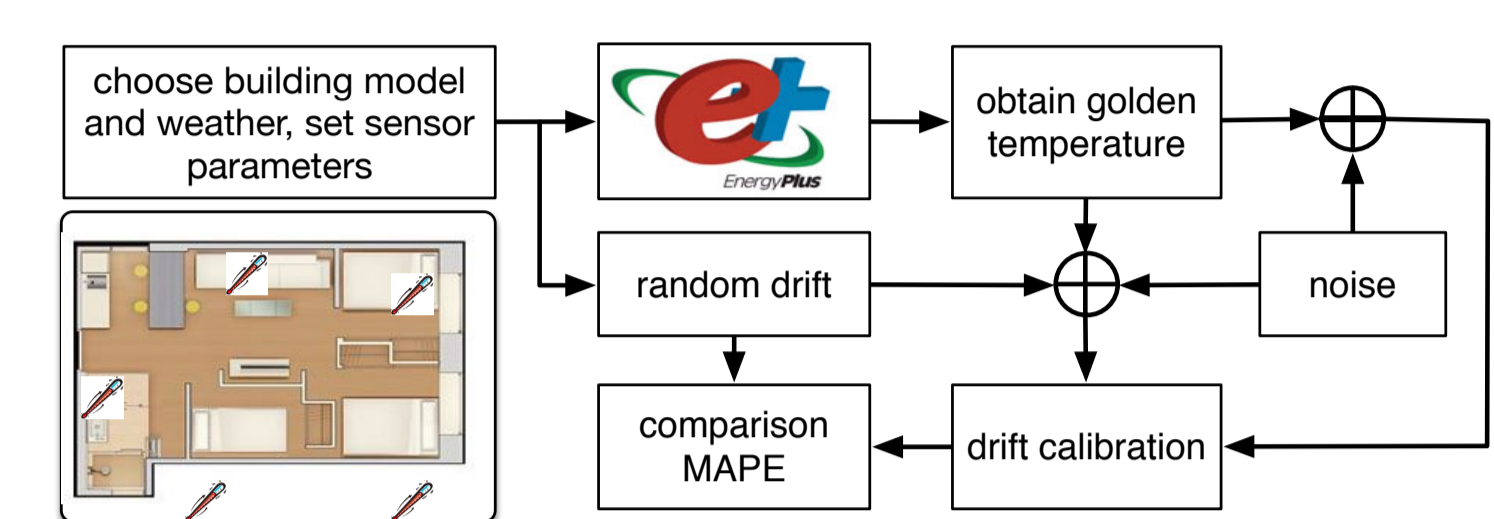 choose building model
and weather, set sensor
parameters
e+
EnergyPlus
obtain golden
temperature
random drift
noise
comparison
MAPE
drift calibration